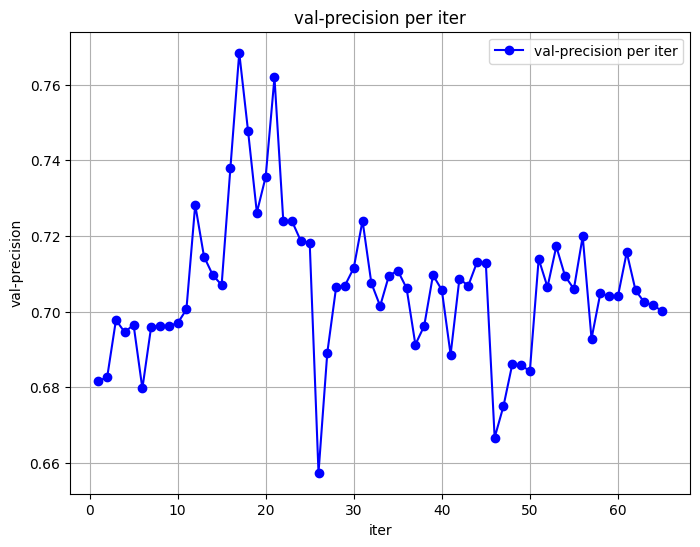 val-precision per iter
val-precision per iter
0.76
0.74
0.72
0.70
0.68
0.66
val-precision
0 10 20 30 40 50 60
iter